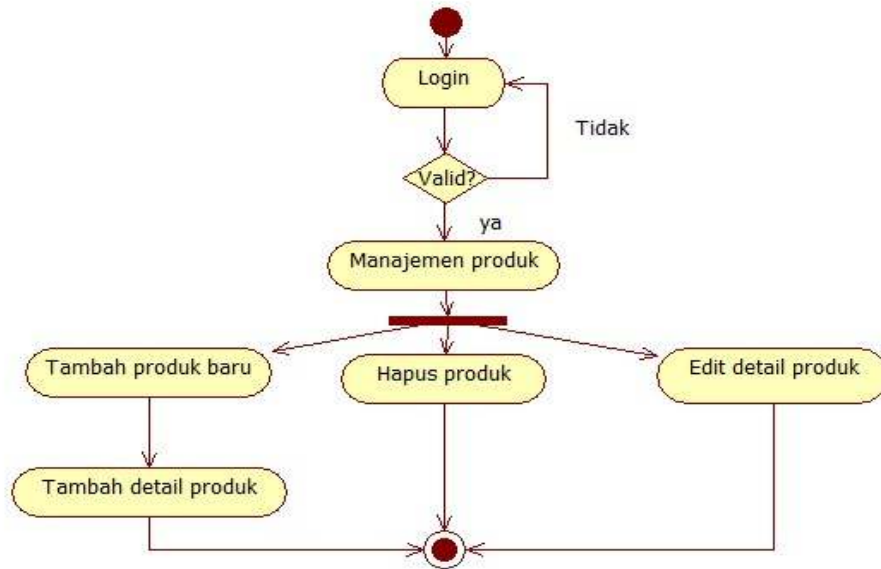 Login
Tidak
Valid?
ya
Manajemen produk
Tambah produk baru
Hapus produk
Edit detail produk
Tambah detail produk